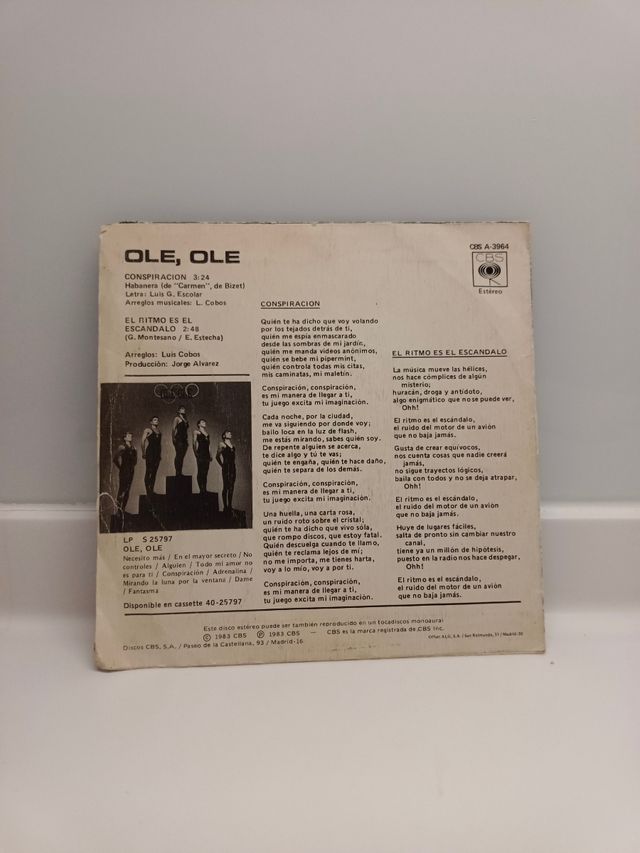 OLE, OLE
CBS A-3964
CBS
Estéreo
CONSPIRACION 3:24
Habanera (de "Carmen", de Bizet)
Letra: Luis G. Escolar
Arreglos musicales: L. Cobos
EL RITMO ES EL
ESCANDALO 2:48
(G. Montesano / E. Estecha)
Arreglos: Luis Cobos
Producción: Jorge Alvarez
LP S 25797
OLE, OLE
Necesito más / En el mayor secreto / No
controles / Alguien / Todo mi amor no
es para ti / Conspiración / Adrenalina /
Mirando la luna por la ventana / Dame
/ Fantasma
Disponible en cassette 40-25797
CONSPIRACION
Quién te ha dicho que voy volando
por los tejados detrás de ti,
quién me espía enmascarado
desde las sombras de mi jardín,
quién me manda videos anónimos,
quién se bebe mi pipermint,
quién controla todas mis citas,
mis caminatas, mi maletín.
Conspiración, conspiración,
es mi manera de llegar a ti,
tu juego excita mi imaginación.
Cada noche, por la ciudad,
me va siguiendo por donde voy;
bailo loca en la luz de flash,
me estás mirando, sabes quién soy.
De repente alguien se acerca,
te dice algo y tú te vas;
quién te engaña, quién te hace daño,
quién te separa de los demás.
Conspiración, conspiración,
es mi manera de llegar a ti,
tu juego excita mi imaginación.
Una huella, una carta rosa,
un ruido roto sobre el cristal;
quién te ha dicho que vivo sóla,
que rompo discos, que estoy fatal.
Quién descuelga cuando te llamo,
quién te reclama lejos de mí;
no me importa, me tienes harta,
voy a lo mío, voy a por ti.
Conspiración, conspiración,
es mi manera de llegar a ti,
tu juego excita mi imaginación.
EL RITMO ES EL ESCANDALO
La música mueve las hélices,
nos hace cómplices de algún
misterio;
huracán, droga y antídoto,
algo enigmático que no se puede ver,
Ohh!
El ritmo es el escándalo,
el ruido del motor de un avión
que no baja jamás.
Gusta de crear equívocos,
nos cuenta cosas que nadie creerá
jamás,
no sigue trayectos lógicos,
baila con todos y no se deja atrapar,
Ohh!
El ritmo es el escándalo,
el ruido del motor de un avión
que no baja jamás.
Huye de lugares fáciles,
salta de pronto sin cambiar nuestro
canal,
tiene ya un millón de hipótesis,
puesto en la radio nos hace despegar,
Ohh!
El ritmo es el escándalo,
el ruido del motor de un avión
que no baja jamás.
Este disco estéreo puede ser también reproducido en un tocadiscos monoaural
© 1983 CBS ℗ 1983 CBS — CBS es la marca registrada de CBS Inc.
Discos CBS, S.A. / Paseo de la Castellana, 93 / Madrid-16